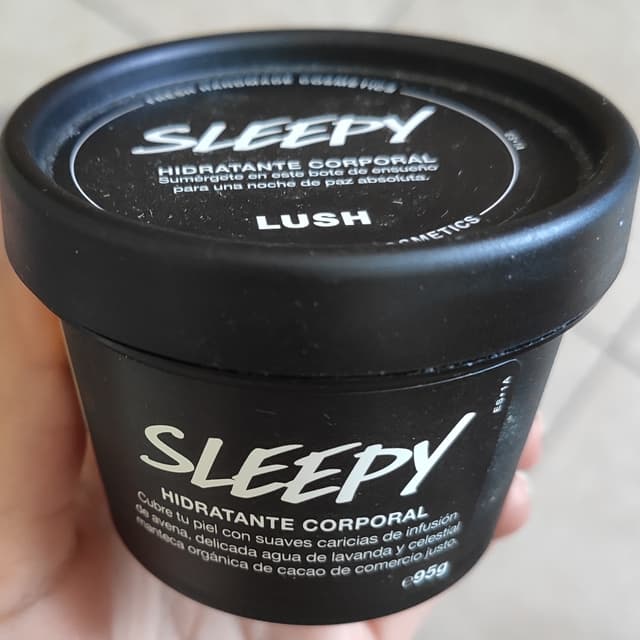 FRESH HANDMADE COSMETICS
SLEEPY
HIDRATANTE CORPORAL
Sumérgete en este bote de ensueño
para una noche de paz absoluta.
LUSH
COSMETICS
SLEEPY
HIDRATANTE CORPORAL
Cubre tu piel con suaves caricias de infusión
de avena, delicada agua de lavanda y celestial
manteca orgánica de cacao de comercio justo.
℮95g